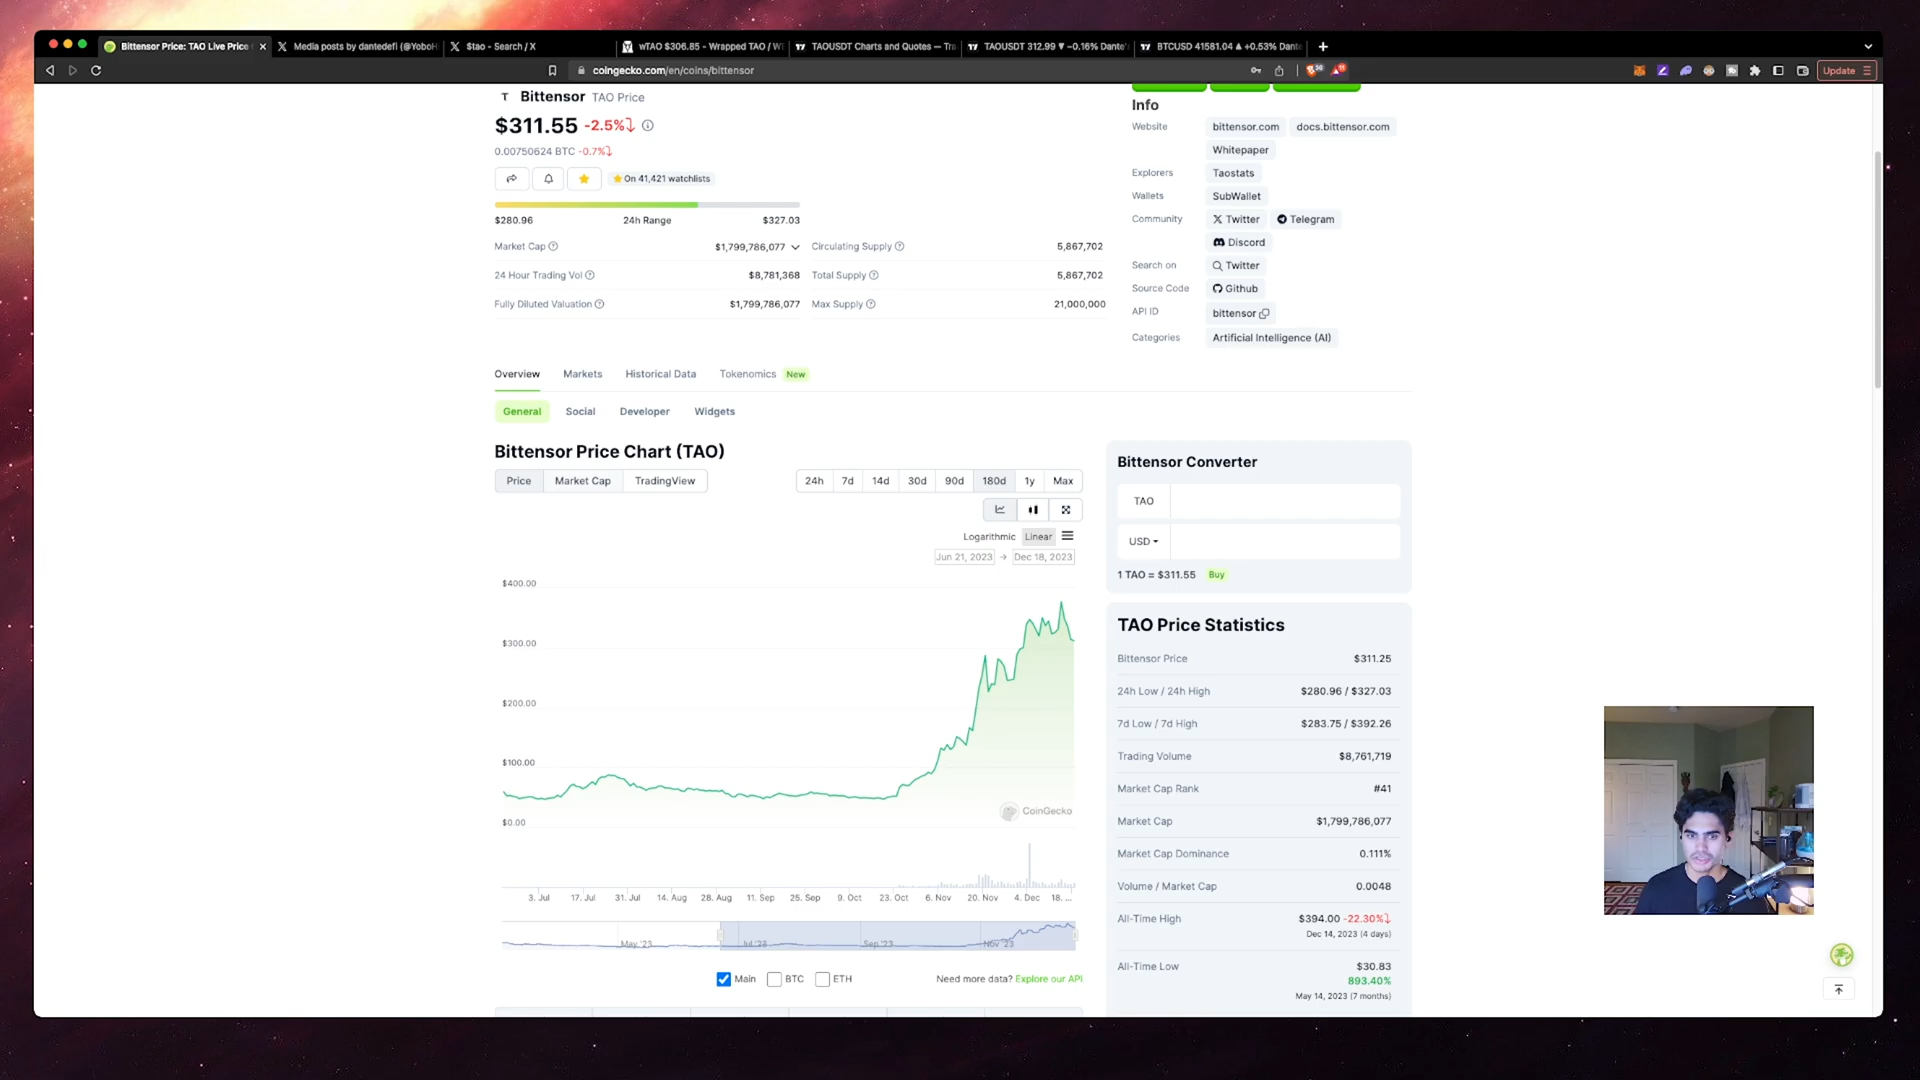 Bittensor Price: TAO Live Price
Media posts by dantedefi (@YoboH
$tao - Search / X
wTAO $306.85 - Wrapped TAO / W
TAOUSDT Charts and Quotes — Tra
TAOUSDT 312.99 ▼ −0.16% Dante'
BTCUSD 41581.04 ▲ +0.53% Dante
coingecko.com/en/coins/bittensor
Update
Bittensor TAO Price
$311.55 -2.5%
0.00750624 BTC -0.7%
On 41,421 watchlists
$280.96 24h Range $327.03
Market Cap $1,799,786,077 Circulating Supply 5,867,702
24 Hour Trading Vol $8,781,368 Total Supply 5,867,702
Fully Diluted Valuation $1,799,786,077 Max Supply 21,000,000
Info
Website bittensor.com docs.bittensor.com
Whitepaper
Explorers Taostats
Wallets SubWallet
Community Twitter Telegram
Discord
Search on Twitter
Source Code Github
API ID bittensor
Categories Artificial Intelligence (AI)
Overview Markets Historical Data Tokenomics New
General Social Developer Widgets
Bittensor Price Chart (TAO)
Price Market Cap TradingView
24h 7d 14d 30d 90d 180d 1y Max
Logarithmic Linear
Jun 21, 2023 → Dec 18, 2023
$400.00
$300.00
$200.00
$100.00
$0.00
CoinGecko
3. Jul 17. Jul 31. Jul 14. Aug 28. Aug 11. Sep 25. Sep 9. Oct 23. Oct 6. Nov 20. Nov 4. Dec 18. ...
May '23 Jul '23 Sep '23 Nov '23
Main BTC ETH
Need more data? Explore our API
Bittensor Converter
TAO
USD
1 TAO = $311.55 Buy
TAO Price Statistics
Bittensor Price $311.25
24h Low / 24h High $280.96 / $327.03
7d Low / 7d High $283.75 / $392.26
Trading Volume $8,761,719
Market Cap Rank #41
Market Cap $1,799,786,077
Market Cap Dominance 0.111%
Volume / Market Cap 0.0048
All-Time High $394.00 -22.30%
Dec 14, 2023 (4 days)
All-Time Low $30.83
893.40%
May 14, 2023 (7 months)